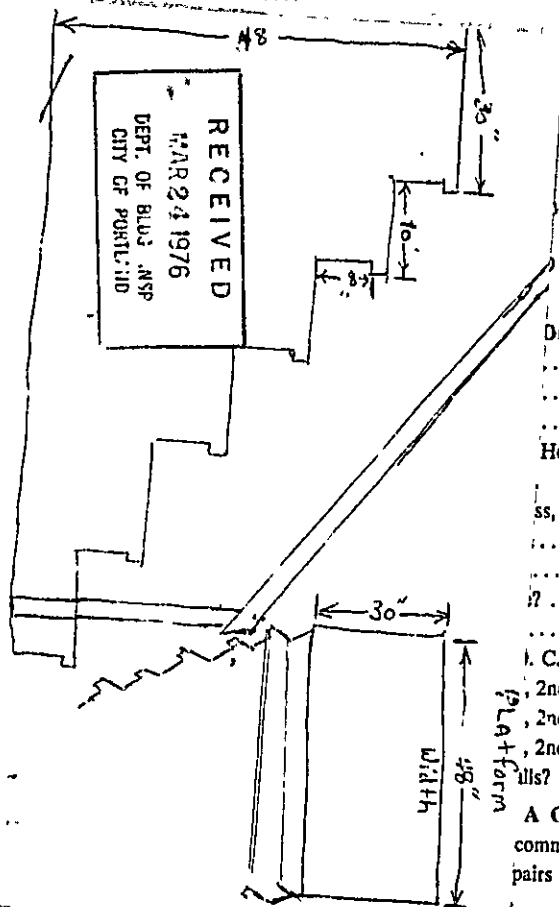 48
30"
10"
8"
RECEIVED
MAR 24 1976
DEPT. OF BLDG. INSP
CITY OF PORTLAND
30"
48"
Width
PLATform
ss,
?
. C.
, 2nd
, 2nd
, 2nd
ills?
A C
comm
pairs